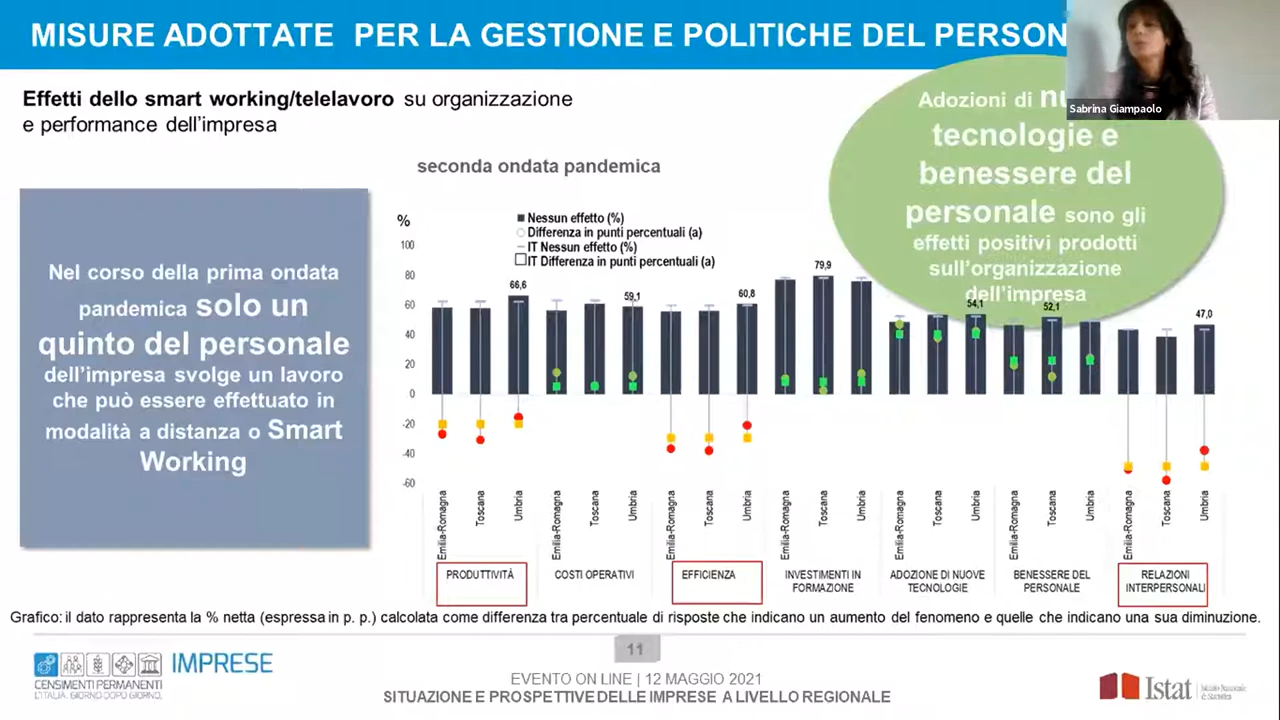 MISURE ADOTTATE PER LA GESTIONE E POLITICHE DEL PERSON
Sabrina Giampaolo
Effetti dello smart working/telelavoro su organizzazione
e performance dell'impresa
Adozioni di
tecnologie e
benessere del
personale sono gli
effetti positivi prodotti
sull'organizzazione
dell'impresa
seconda ondata pandemica
Nel corso della prima ondata
pandemica solo un
quinto del personale
dell'impresa svolge un lavoro
che può essere effettuato in
modalità a distanza o Smart
Working
%
Nessun effetto (%)
Differenza in punti percentuali (a)
IT Nessun effetto (%)
IT Differenza in punti percentuali (a)
100
80
60
40
20
0
-20
-40
-60
66,6
59,1
60,8
79,9
54,1
52,1
47,0
Emilia-Romagna Toscana Umbria
Emilia-Romagna Toscana Umbria
Emilia-Romagna Toscana Umbria
Emilia-Romagna Toscana Umbria
Emilia-Romagna Toscana Umbria
Emilia-Romagna Toscana Umbria
Emilia-Romagna Toscana Umbria
PRODUTTIVITÀ
COSTI OPERATIVI
EFFICIENZA
INVESTIMENTI IN
FORMAZIONE
ADOZIONE DI NUOVE
TECNOLOGIE
BENESSERE DEL
PERSONALE
RELAZIONI
INTERPERSONALI
Grafico: il dato rappresenta la % netta (espressa in p. p.) calcolata come differenza tra percentuale di risposte che indicano un aumento del fenomeno e quelle che indicano una sua diminuzione.
11
IMPRESE
CENSIMENTI PERMANENTI
L'ITALIA, GIORNO DOPO GIORNO.
EVENTO ON LINE | 12 MAGGIO 2021
SITUAZIONE E PROSPETTIVE DELLE IMPRESE A LIVELLO REGIONALE
Istat